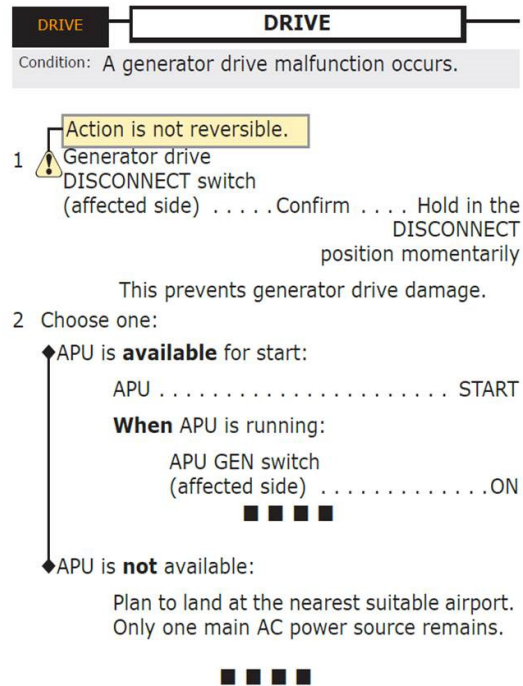 DRIVE
DRIVE
Condition: A generator drive malfunction occurs.
Action is not reversible.
1 Generator drive
DISCONNECT switch
(affected side) . . . . . Confirm . . . . Hold in the
DISCONNECT
position momentarily
This prevents generator drive damage.
2 Choose one:
◆APU is available for start:
APU . . . . . . . . . . . . . . . . . . . . . . START
When APU is running:
APU GEN switch
(affected side) . . . . . . . . . . . . . ON
■ ■ ■ ■
◆APU is not available:
Plan to land at the nearest suitable airport.
Only one main AC power source remains.
■ ■ ■ ■